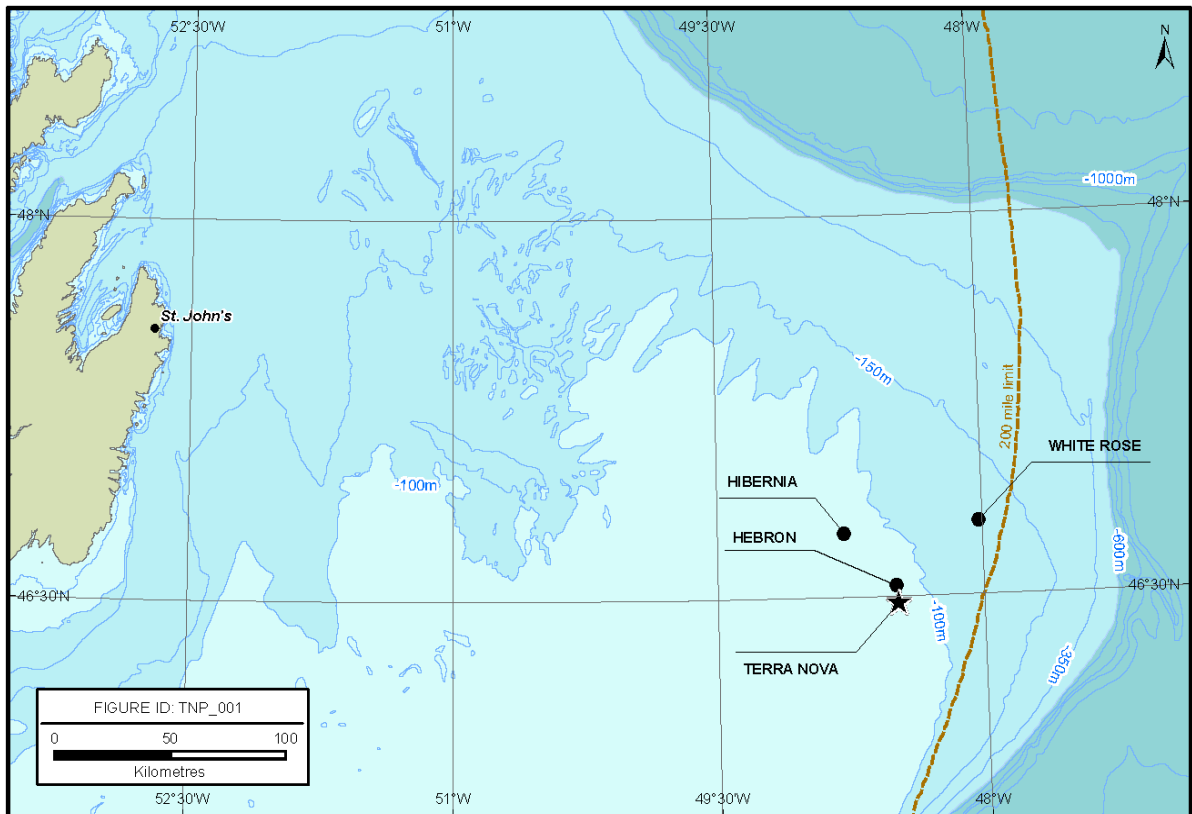 52°30'W
51°W
49°30'W
48°W
N
-1000m
48°N
48°N
St. John's
-150m
200 mile limit
WHITE ROSE
HIBERNIA
-100m
HEBRON
-600m
46°30'N
46°30'N
-100m
-350m
TERRA NOVA
FIGURE ID: TNP_001
0 50 100
Kilometres
52°30'W
51°W
49°30'W
48°W